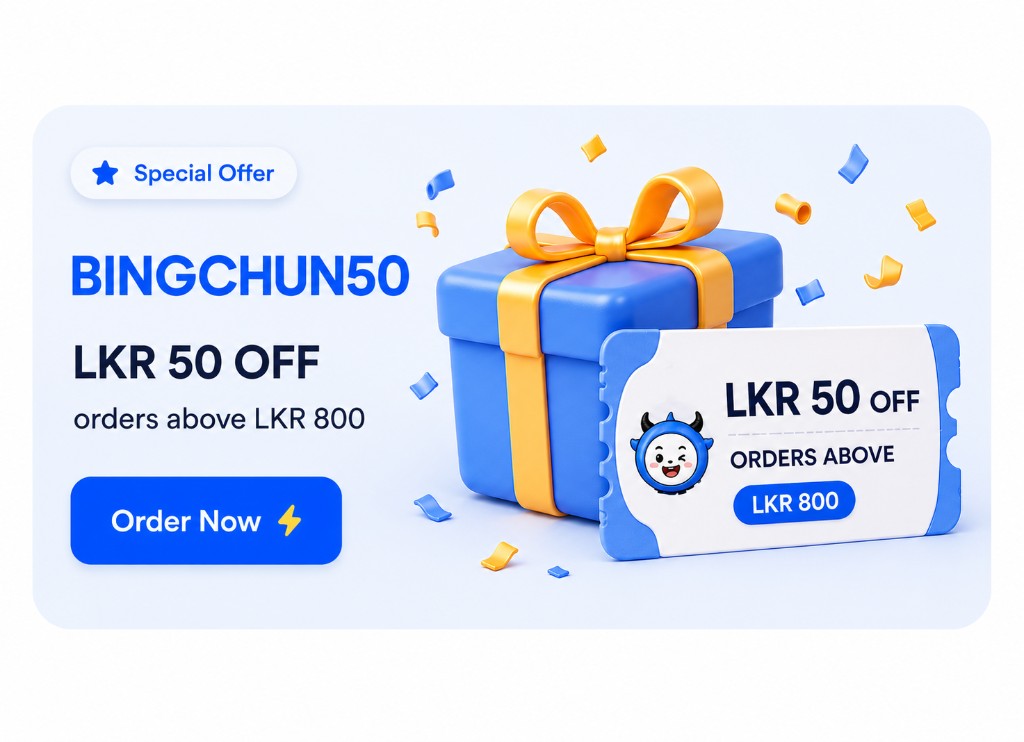 Special Offer
BINGCHUN50
LKR 50 OFF
orders above LKR 800
Order Now
LKR 50 OFF
ORDERS ABOVE
LKR 800